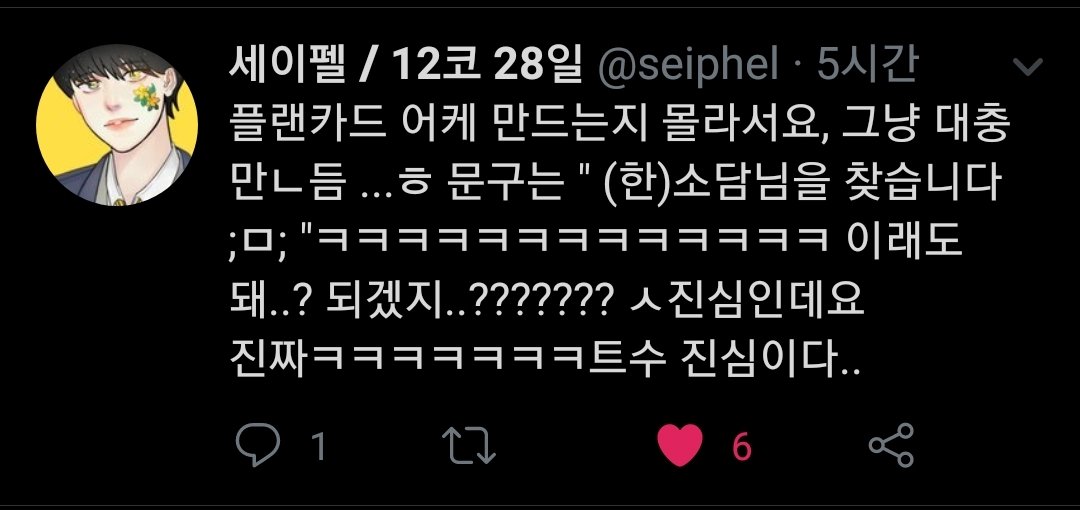 세이펠 / 12코 28일 @seiphel · 5시간
플랜카드 어케 만드는지 몰라서요, 그냥 대충
만ㄴ듬 ...ㅎ 문구는 " (한)소담님을 찾습니다
;ㅁ; "ㅋㅋㅋㅋㅋㅋㅋㅋㅋㅋㅋㅋㅋ 이래도
돼..? 되겠지..??????? ㅅ진심인데요
진짜ㅋㅋㅋㅋㅋㅋㅋ트수 진심이다..
1 6